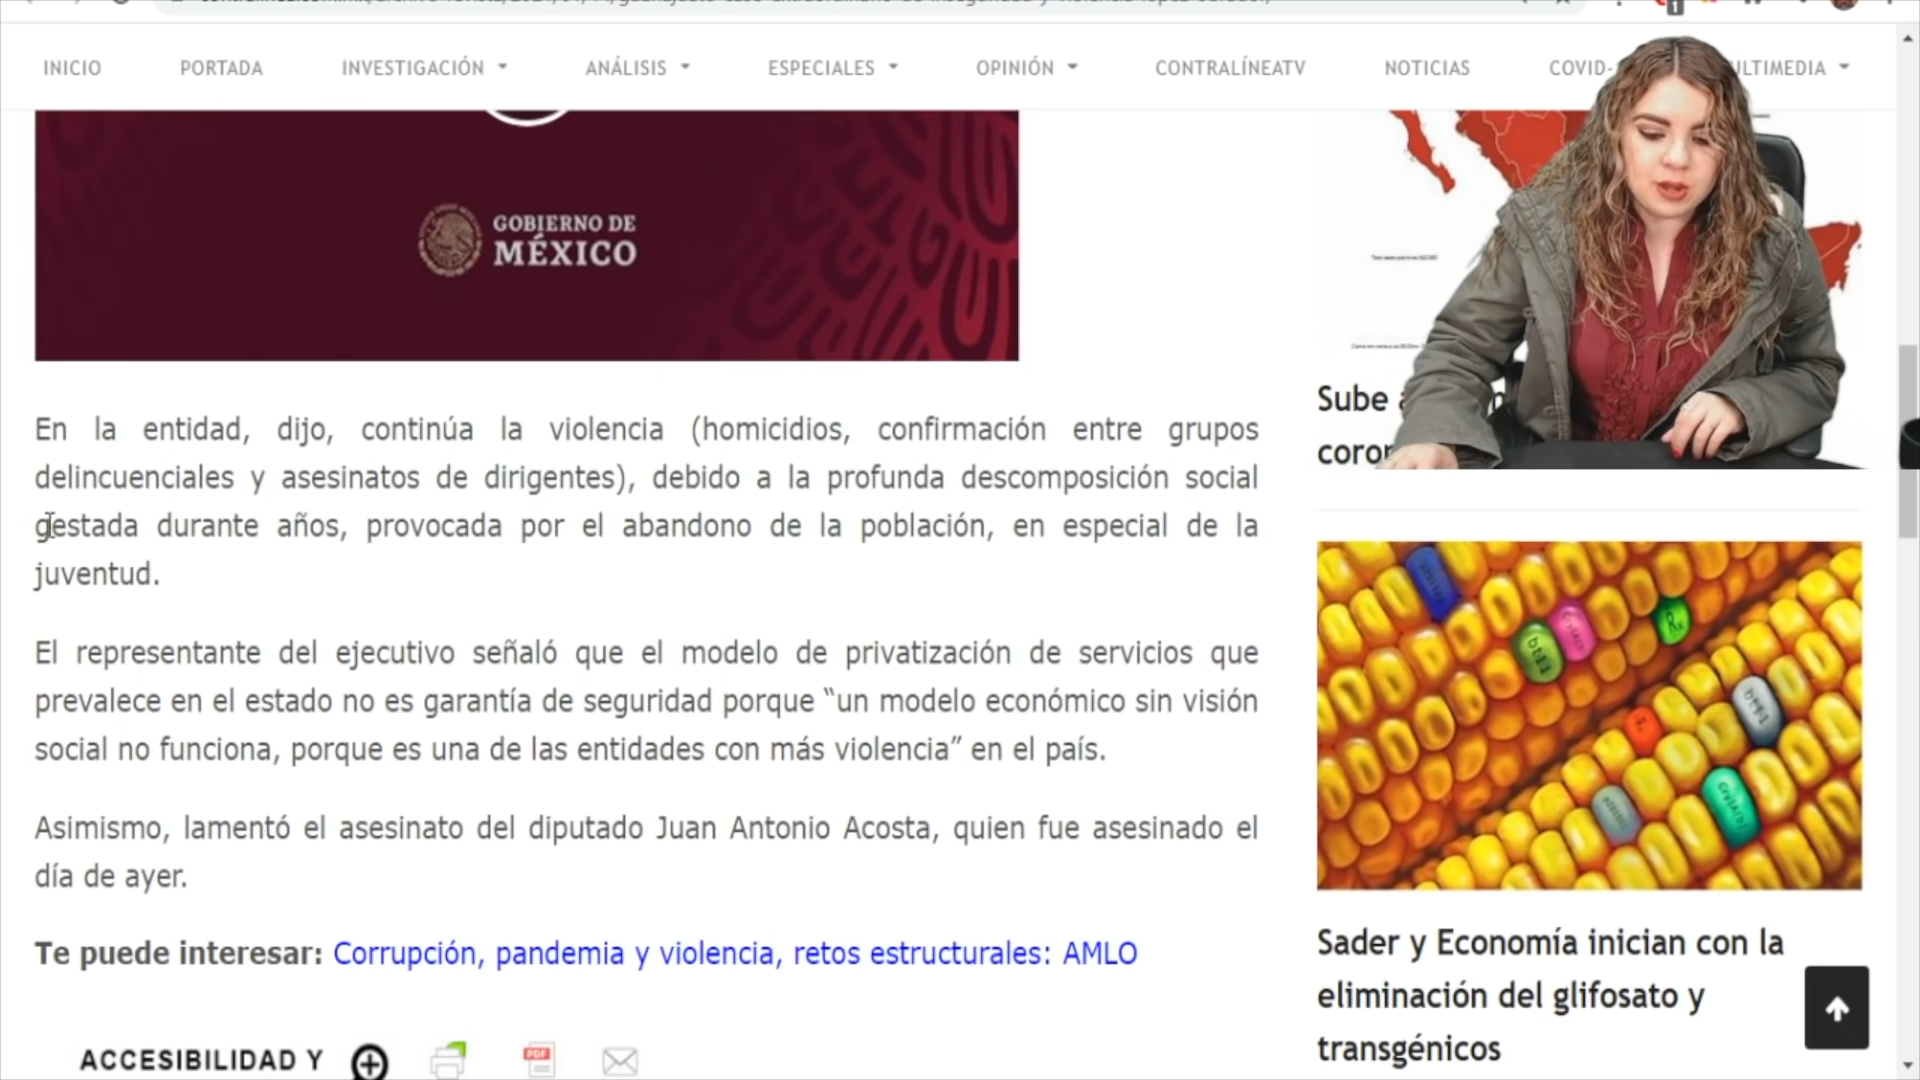 INICIO PORTADA INVESTIGACIÓN ANÁLISIS ESPECIALES OPINIÓN CONTRALÍNEATV NOTICIAS COVID- ULTIMEDIA
GOBIERNO DE
MÉXICO
En la entidad, dijo, continúa la violencia (homicidios, confirmación entre grupos
delincuenciales y asesinatos de dirigentes), debido a la profunda descomposición social
gestada durante años, provocada por el abandono de la población, en especial de la
juventud.
El representante del ejecutivo señaló que el modelo de privatización de servicios que
prevalece en el estado no es garantía de seguridad porque “un modelo económico sin visión
social no funciona, porque es una de las entidades con más violencia” en el país.
Asimismo, lamentó el asesinato del diputado Juan Antonio Acosta, quien fue asesinado el
día de ayer.
Te puede interesar: Corrupción, pandemia y violencia, retos estructurales: AMLO
ACCESIBILIDAD Y
PDF
Sube
coron
bt11
Sader y Economía inician con la
eliminación del glifosato y
transgénicos